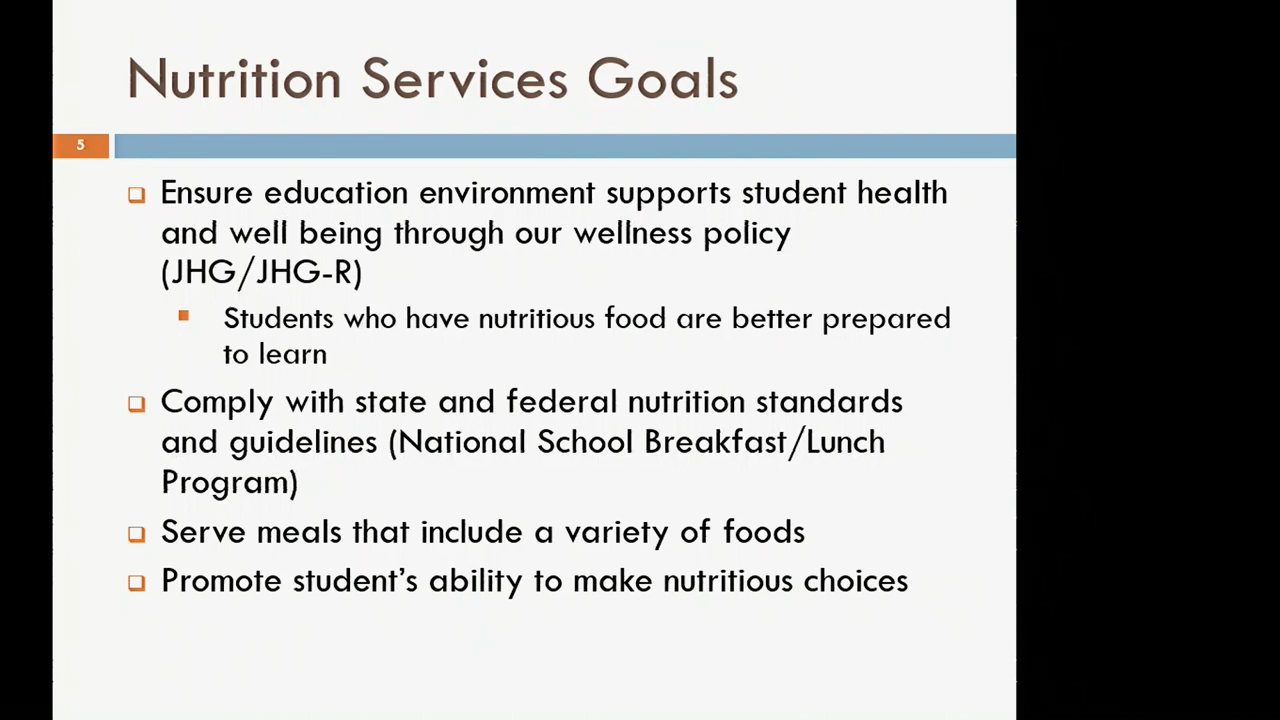 Nutrition Services Goals
5
Ensure education environment supports student health
and well being through our wellness policy
(JHG/JHG-R)
Students who have nutritious food are better prepared
to learn
Comply with state and federal nutrition standards
and guidelines (National School Breakfast/Lunch
Program)
Serve meals that include a variety of foods
Promote student’s ability to make nutritious choices